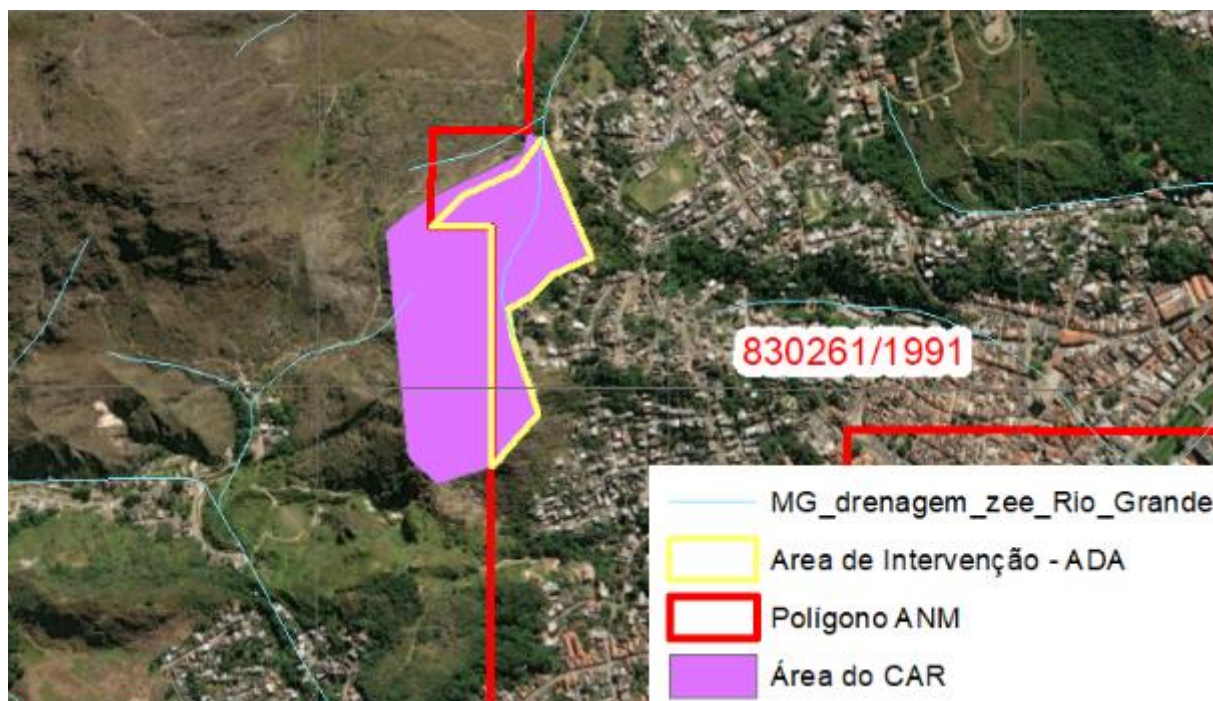 830261/1991
MG_drenagem_zee_Rio_Grande
Area de Intervenção - ADA
Polígono ANM
Área do CAR